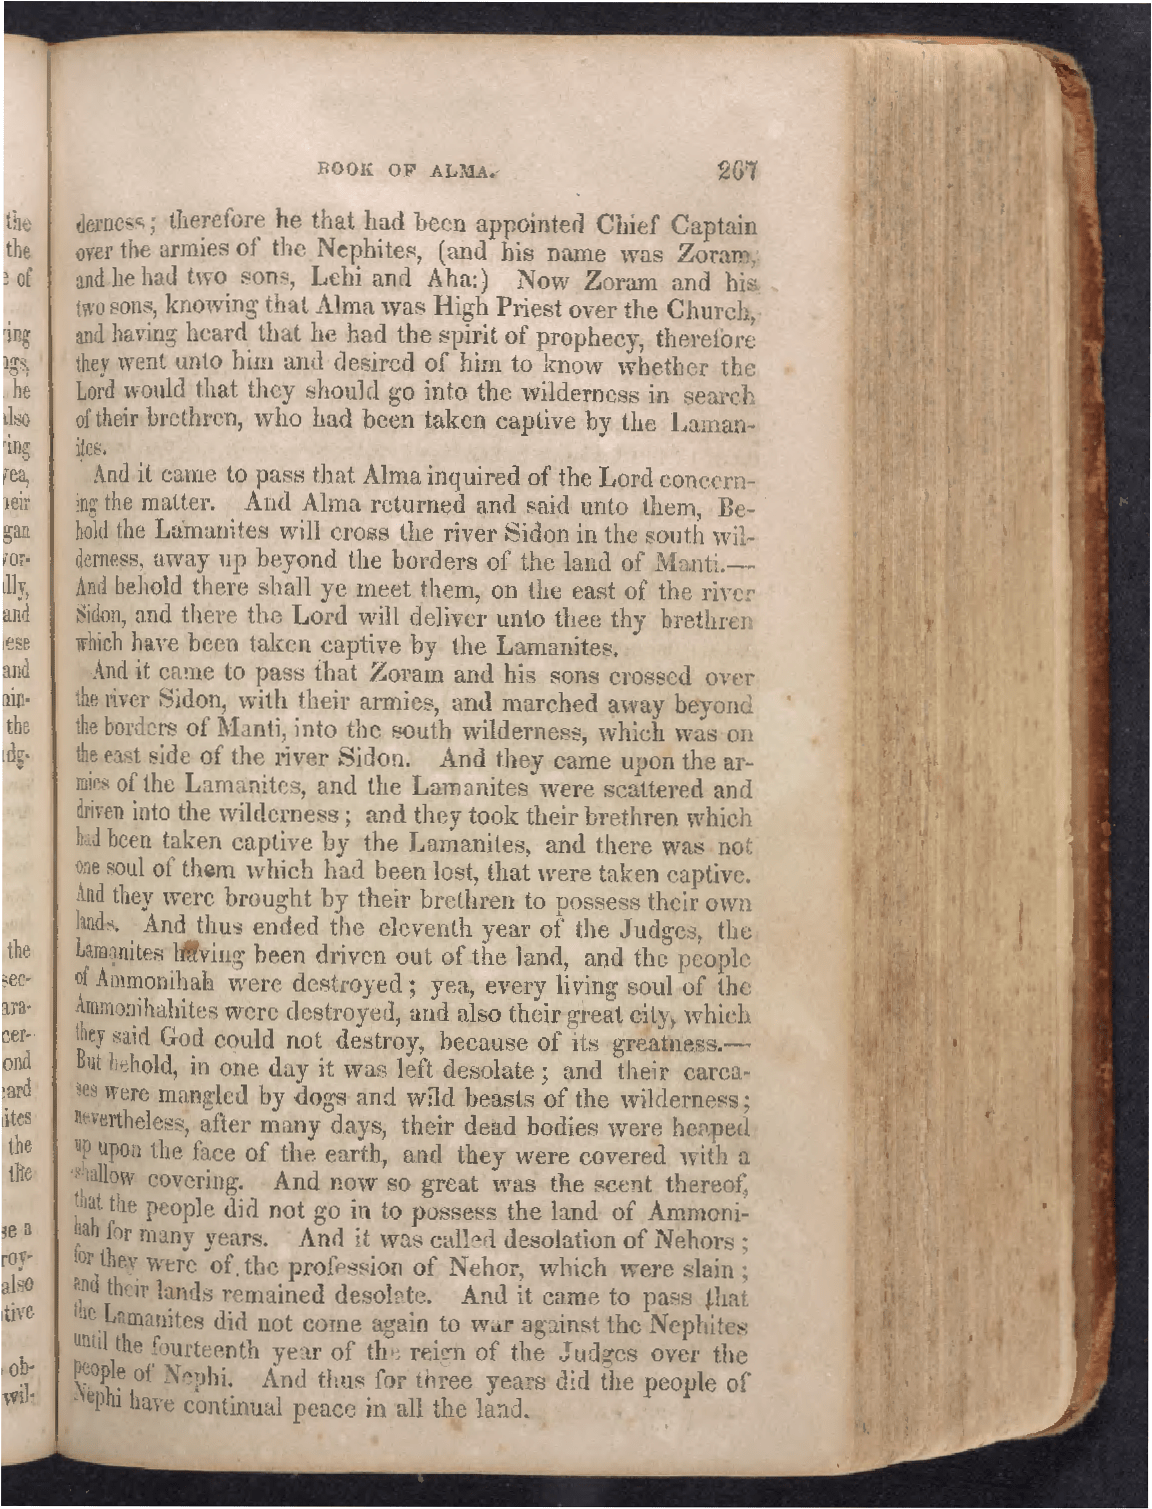 BOOK OF ALMA. 267
derness; therefore he that had been appointed Chief Captain
over the armies of the Nephites, (and his name was Zoram,
and he had two sons, Lehi and Aha:) Now Zoram and his
two sons, knowing that Alma was High Priest over the Church,
and having heard that he had the spirit of prophecy, therefore
they went unto him and desired of him to know whether the
Lord would that they should go into the wilderness in search
of their brethren, who had been taken captive by the Laman-
ites.
And it came to pass that Alma inquired of the Lord concern-
ing the matter. And Alma returned and said unto them, Be-
hold the Lamanites will cross the river Sidon in the south wil-
derness, away up beyond the borders of the land of Manti.—
And behold there shall ye meet them, on the east of the river
Sidon, and there the Lord will deliver unto thee thy brethren
which have been taken captive by the Lamanites.
And it came to pass that Zoram and his sons crossed over
the river Sidon, with their armies, and marched away beyond
the borders of Manti, into the south wilderness, which was on
the east side of the river Sidon. And they came upon the ar-
mies of the Lamanites, and the Lamanites were scattered and
driven into the wilderness; and they took their brethren which
had been taken captive by the Lamanites, and there was not
one soul of them which had been lost, that were taken captive.
And they were brought by their brethren to possess their own
lands. And thus ended the eleventh year of the Judges, the
Lamanites having been driven out of the land, and the people
of Ammonihah were destroyed; yea, every living soul of the
Ammonihahites were destroyed, and also their great city, which
they said God could not destroy, because of its greatness.—
But behold, in one day it was left desolate; and their carca-
ses were mangled by dogs and wild beasts of the wilderness;
nevertheless, after many days, their dead bodies were heaped
up upon the face of the earth, and they were covered with a
shallow covering. And now so great was the scent thereof,
that the people did not go in to possess the land of Ammoni-
hah for many years. And it was called desolation of Nehors;
for they were of the profession of Nehor, which were slain;
and their lands remained desolate. And it came to pass that
the Lamanites did not come again to war against the Nephites
until the fourteenth year of the reign of the Judges over the
people of Nephi. And thus for three years did the people of
Nephi have continual peace in all the land.